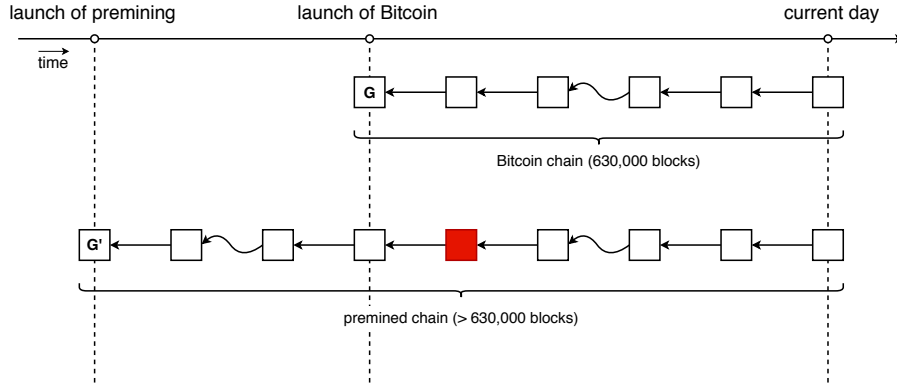 launch of premining
launch of Bitcoin
current day
time
G
Bitcoin chain (630,000 blocks)
G'
premined chain (> 630,000 blocks)